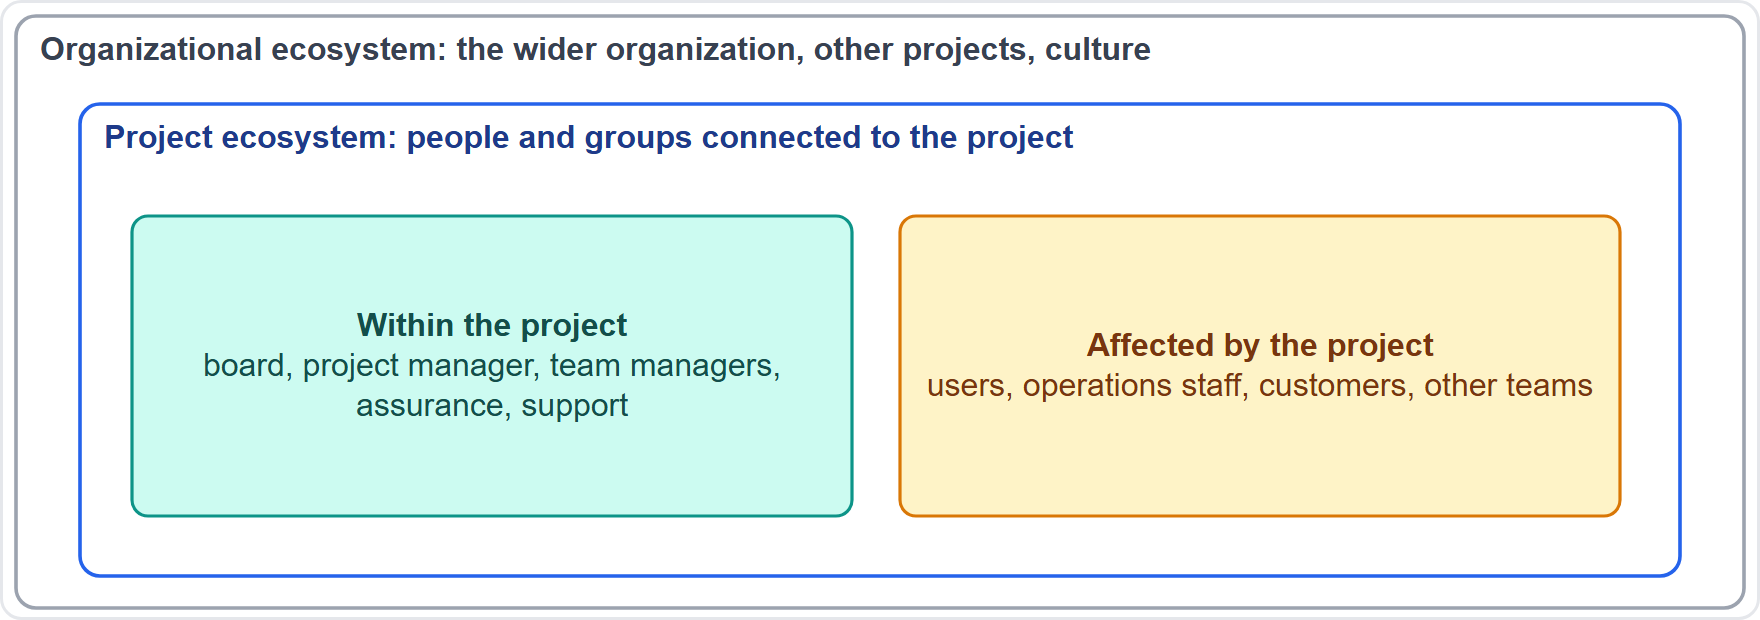 Organizational ecosystem: the wider organization, other projects, culture
Project ecosystem: people and groups connected to the project
Within the project
board, project manager, team managers,
assurance, support
Affected by the project
users, operations staff, customers, other teams